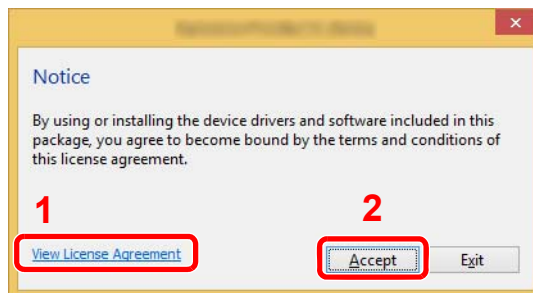 Notice
By using or installing the device drivers and software included in this
package, you agree to become bound by the terms and conditions of
this license agreement.
1
2
View License Agreement
Accept
Exit